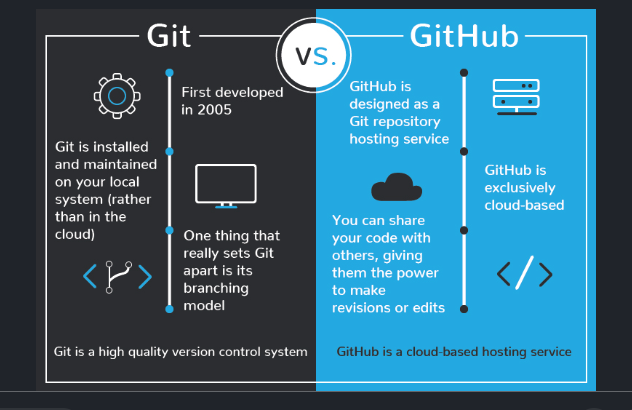 Git
vs.
GitHub
First developed
in 2005
Git is installed
and maintained
on your local
system (rather
than in the
cloud)
One thing that
really sets Git
apart is its
branching
model
Git is a high quality version control system
GitHub is
designed as a
Git repository
hosting service
GitHub is
exclusively
cloud-based
You can share
your code with
others, giving
them the power
to make
revisions or edits
GitHub is a cloud-based hosting service